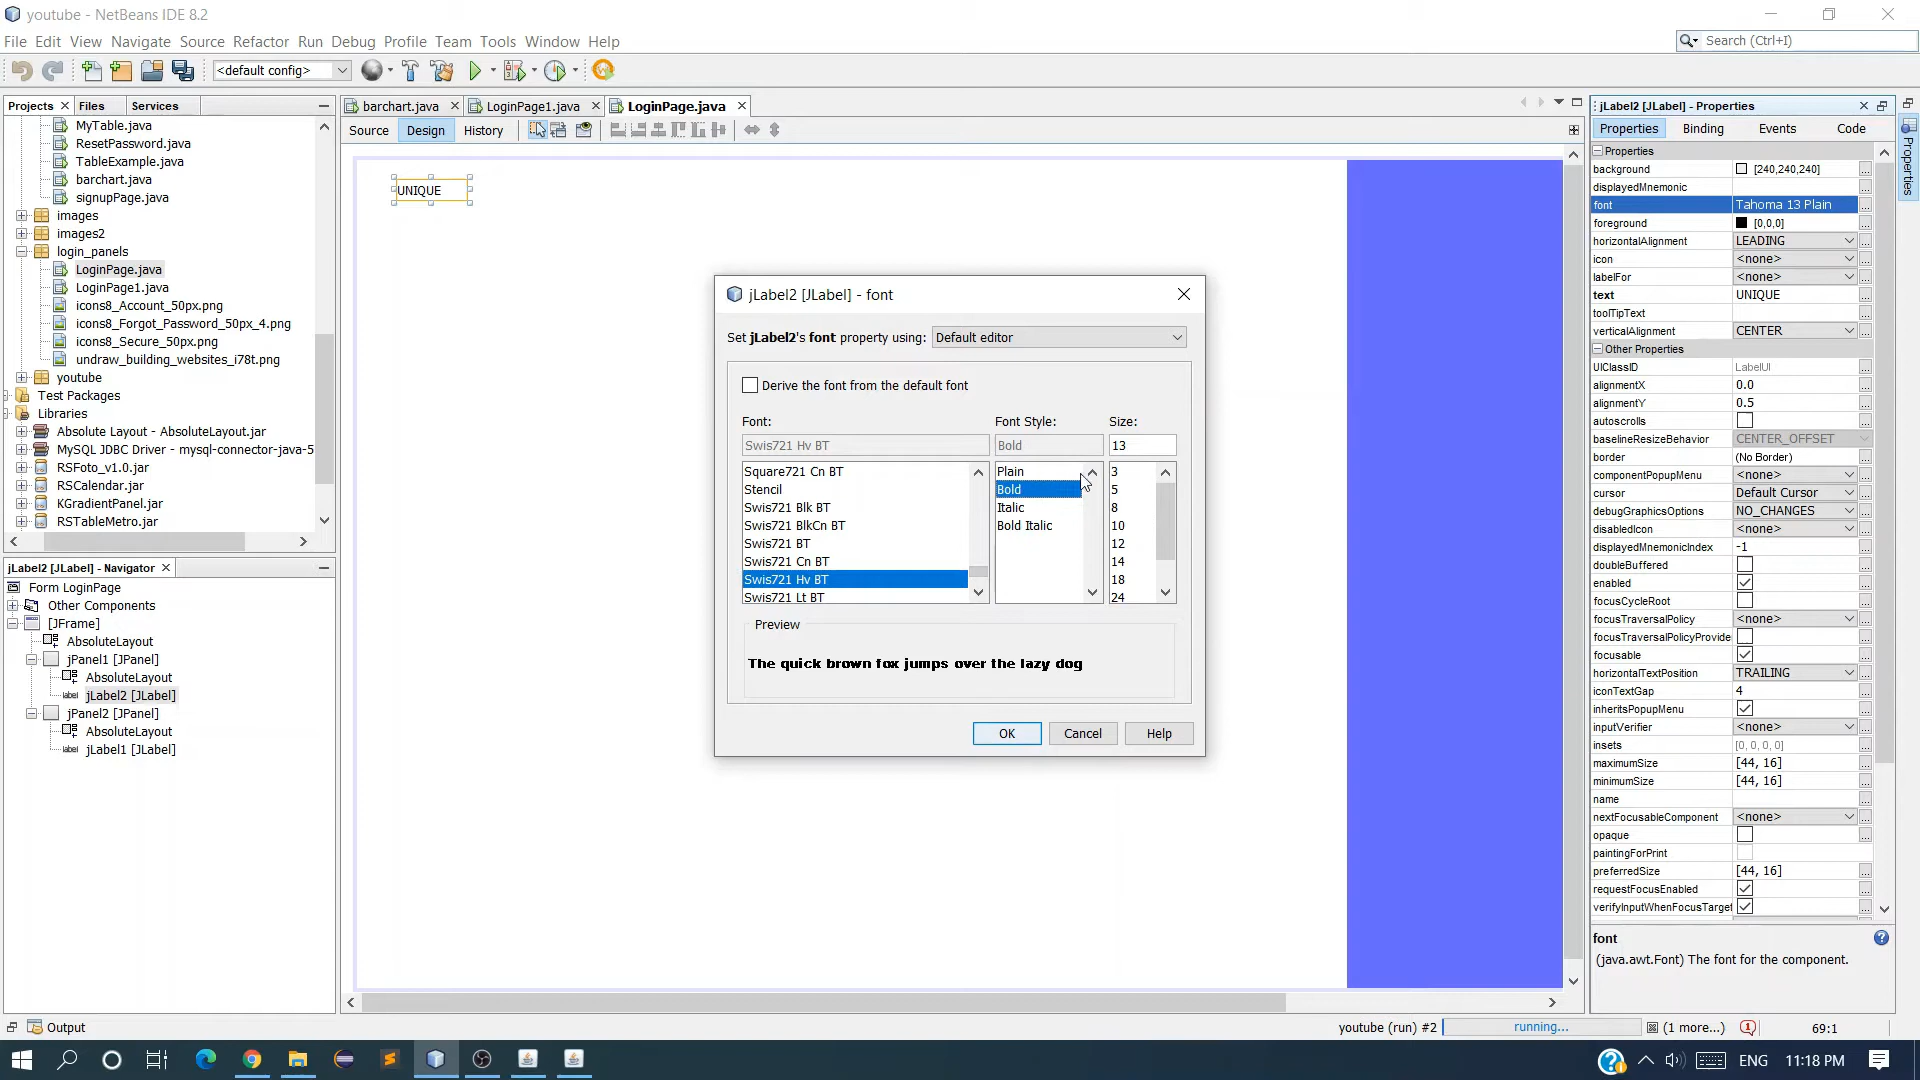 youtube - NetBeans IDE 8.2
File Edit View Navigate Source Refactor Run Debug Profile Team Tools Window Help
Search (Ctrl+I)
<default config>
Projects Files Services
MyTable.java
ResetPassword.java
TableExample.java
barchart.java
signupPage.java
images
images2
login_panels
LoginPage.java
LoginPage1.java
icons8_Account_50px.png
icons8_Forgot_Password_50px_4.png
icons8_Secure_50px.png
undraw_building_websites_i78t.png
youtube
Test Packages
Libraries
Absolute Layout - AbsoluteLayout.jar
MySQL JDBC Driver - mysql-connector-java-5
RSFoto_v1.0.jar
RSCalendar.jar
KGradientPanel.jar
RSTableMetro.jar
jLabel2 [JLabel] - Navigator
Form LoginPage
Other Components
[JFrame]
AbsoluteLayout
jPanel1 [JPanel]
AbsoluteLayout
label jLabel2 [JLabel]
jPanel2 [JPanel]
AbsoluteLayout
label jLabel1 [JLabel]
barchart.java LoginPage1.java LoginPage.java
Source Design History
UNIQUE
jLabel2 [JLabel] - font
Set jLabel2's font property using: Default editor
Derive the font from the default font
Font: Font Style: Size:
Swis721 Hv BT Bold 13
Square721 Cn BT Plain 3
Stencil Bold 5
Swis721 Blk BT Italic 8
Swis721 BlkCn BT Bold Italic 10
Swis721 BT 12
Swis721 Cn BT 14
Swis721 Hv BT 18
Swis721 Lt BT 24
Preview
The quick brown fox jumps over the lazy dog
OK Cancel Help
jLabel2 [JLabel] - Properties
Properties Binding Events Code
Properties
Properties
background [240,240,240]
displayedMnemonic
font Tahoma 13 Plain
foreground [0,0,0]
horizontalAlignment LEADING
icon <none>
labelFor <none>
text UNIQUE
toolTipText
verticalAlignment CENTER
Other Properties
UIClassID LabelUI
alignmentX 0.0
alignmentY 0.5
autoscrolls
baselineResizeBehavior CENTER_OFFSET
border (No Border)
componentPopupMenu <none>
cursor Default Cursor
debugGraphicsOptions NO_CHANGES
disabledIcon <none>
displayedMnemonicIndex -1
doubleBuffered
enabled
focusCycleRoot
focusTraversalPolicy <none>
focusTraversalPolicyProvide
focusable
horizontalTextPosition TRAILING
iconTextGap 4
inheritsPopupMenu
inputVerifier <none>
insets [0, 0, 0, 0]
maximumSize [44, 16]
minimumSize [44, 16]
name
nextFocusableComponent <none>
opaque
paintingForPrint
preferredSize [44, 16]
requestFocusEnabled
verifyInputWhenFocusTarget
font
(java.awt.Font) The font for the component.
Output
youtube (run) #2 running... (1 more...) 69:1
ENG 11:18 PM